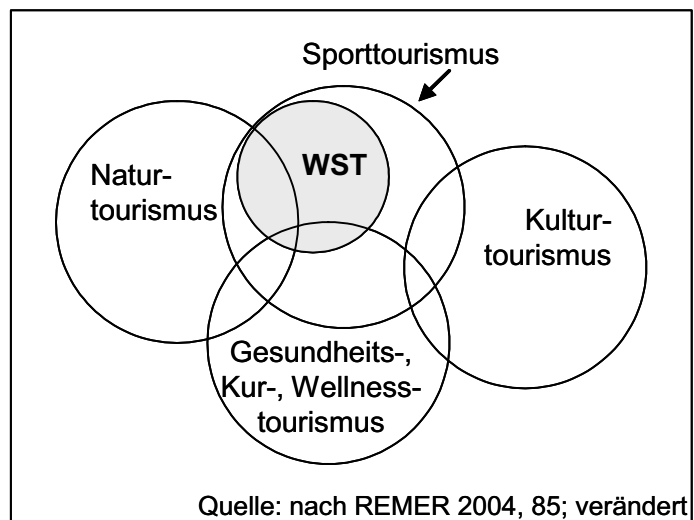 Sporttourismus
WST
Natur-
tourismus
Kultur-
tourismus
Gesundheits-,
Kur-, Wellness-
tourismus
Quelle: nach REMER 2004, 85; verändert